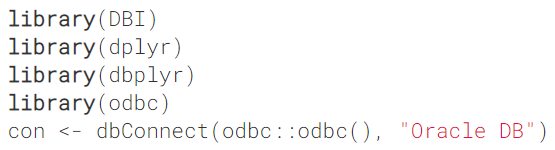 library(DBI)
library(dplyr)
library(dbplyr)
library(odbc)
con <- dbConnect(odbc::odbc(), "Oracle DB")